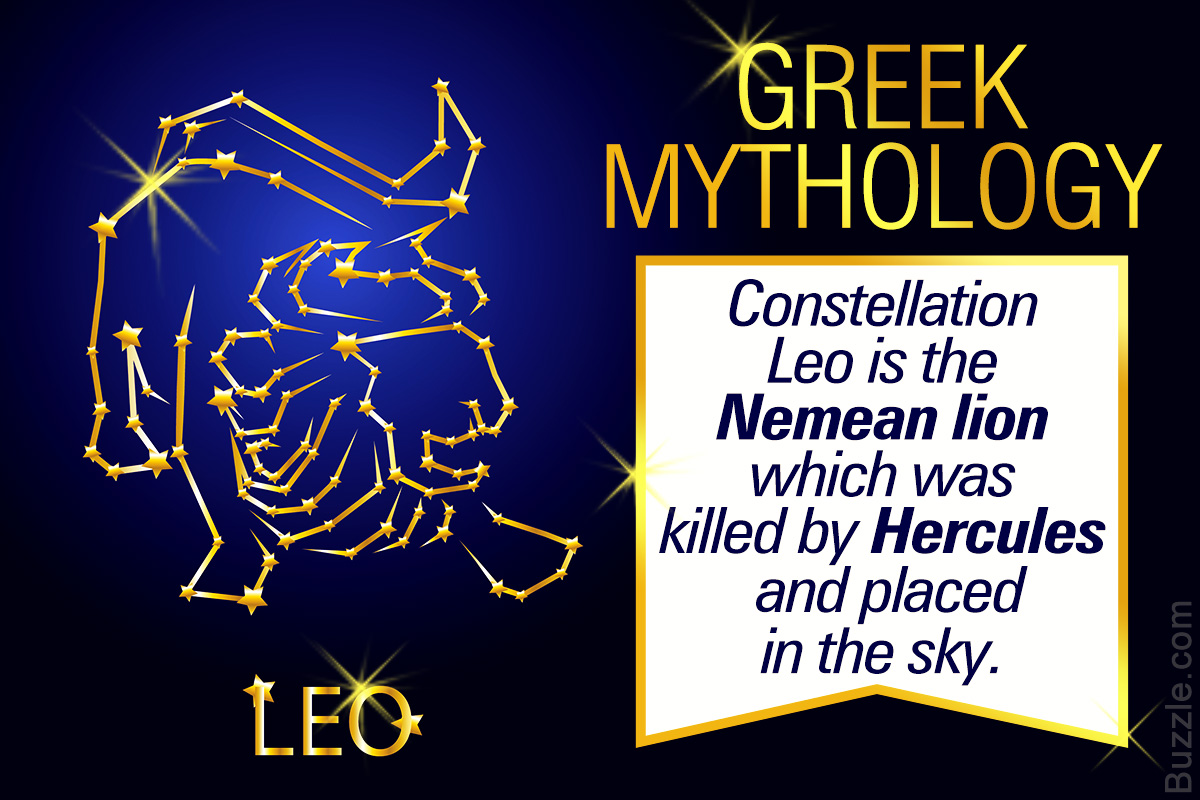 GREEK
MYTHOLOGY
Constellation
Leo is the
Nemean lion
which was
killed by Hercules
and placed
in the sky.
LEO
Buzzle.com